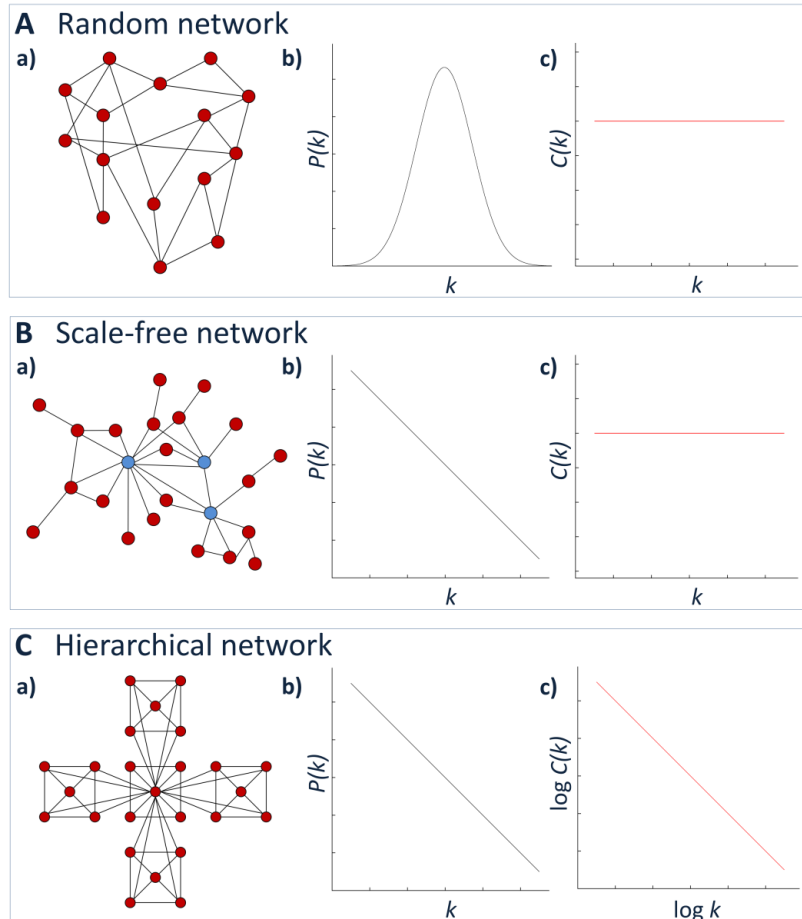 A Random network
a) b) c)
P(k) C(k)
k k
B Scale-free network
a) b) c)
P(k) C(k)
k k
C Hierarchical network
a) b) c)
P(k) log C(k)
k log k